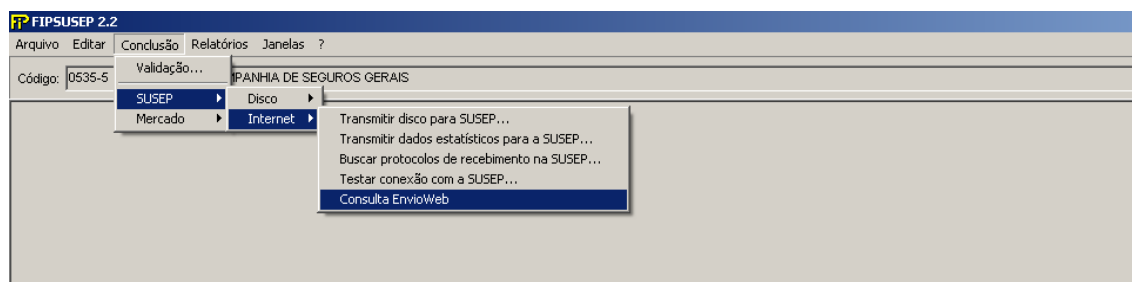 FIPSUSEP 2.2
Arquivo Editar Conclusão Relatórios Janelas ?
Código: 0535-5 MPANHIA DE SEGUROS GERAIS
Validação...
SUSEP
Mercado
Disco
Internet
Transmitir disco para SUSEP...
Transmitir dados estatísticos para a SUSEP...
Buscar protocolos de recebimento na SUSEP...
Testar conexão com a SUSEP...
Consulta EnvioWeb